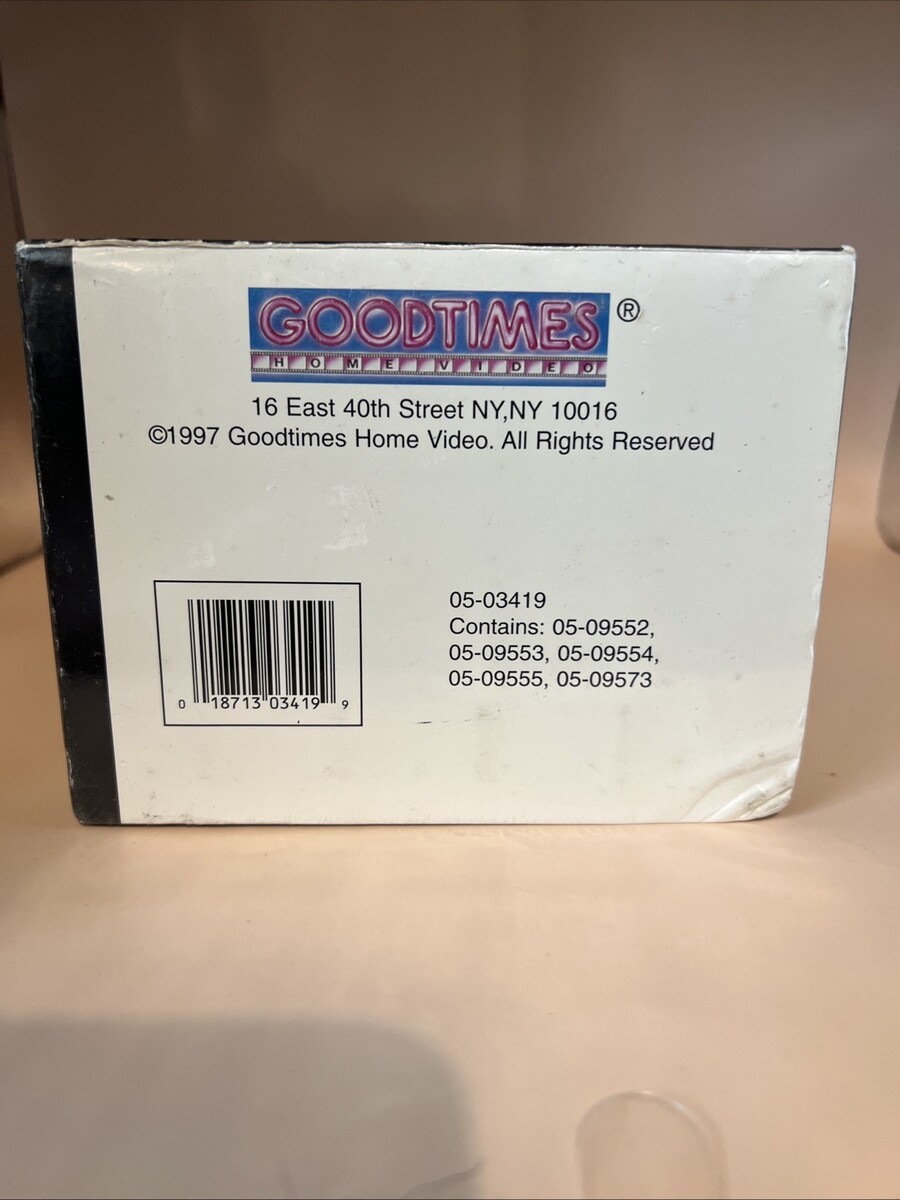 GOODTIMES ®
HOME VIDEO
16 East 40th Street NY,NY 10016
©1997 Goodtimes Home Video. All Rights Reserved
05-03419
Contains: 05-09552,
05-09553, 05-09554,
05-09555, 05-09573
0 18713 03419 9